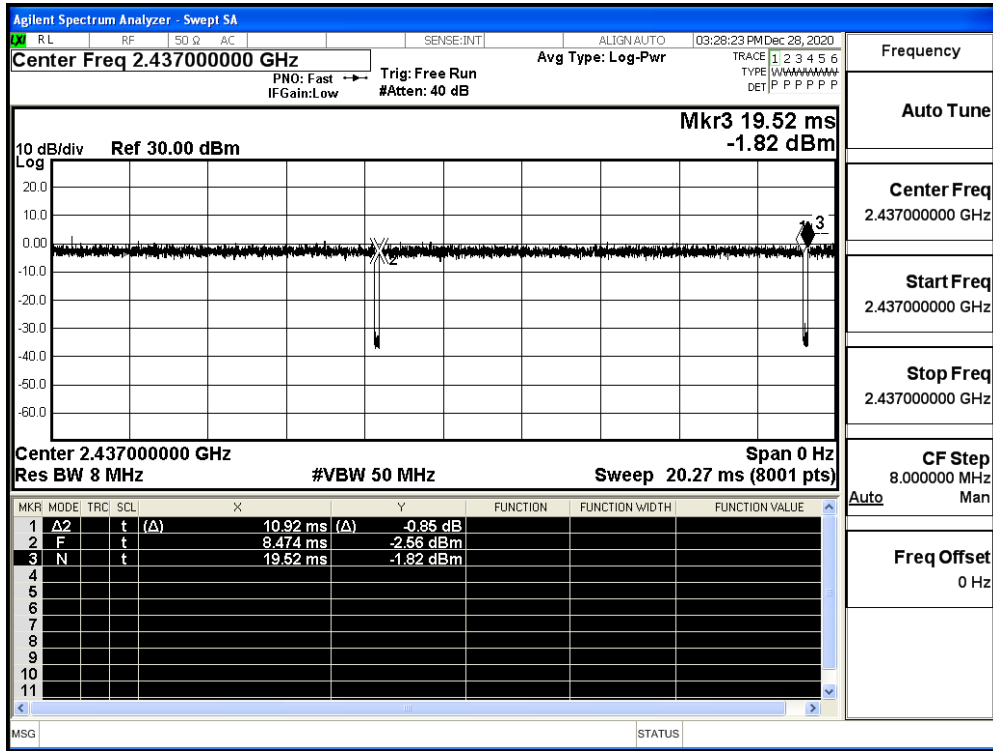 Agilent Spectrum Analyzer - Swept SA
LXI RL RF 50 Ω AC SENSE:INT ALIGNAUTO 03:28:23 PM Dec 28, 2020
Center Freq 2.437000000 GHz
PNO: Fast Trig: Free Run Avg Type: Log-Pwr TRACE 1 2 3 4 5 6
IFGain:Low #Atten: 40 dB TYPE
DET P P P P P P
Mkr3 19.52 ms
-1.82 dBm
10 dB/div Ref 30.00 dBm
Log
20.0
10.0
3
0.00
2
-10.0
-20.0
-30.0
-40.0
-50.0
-60.0
Center 2.437000000 GHz Span 0 Hz
Res BW 8 MHz #VBW 50 MHz Sweep 20.27 ms (8001 pts)
MKR MODE TRC SCL X Y FUNCTION FUNCTION WIDTH FUNCTION VALUE
1 Δ2 t (Δ) 10.92 ms (Δ) -0.85 dB
2 F t 8.474 ms -2.56 dBm
3 N t 19.52 ms -1.82 dBm
4
5
6
7
8
9
10
11
MSG STATUS
Frequency
Auto Tune
Center Freq
2.437000000 GHz
Start Freq
2.437000000 GHz
Stop Freq
2.437000000 GHz
CF Step
8.000000 MHz
Auto Man
Freq Offset
0 Hz